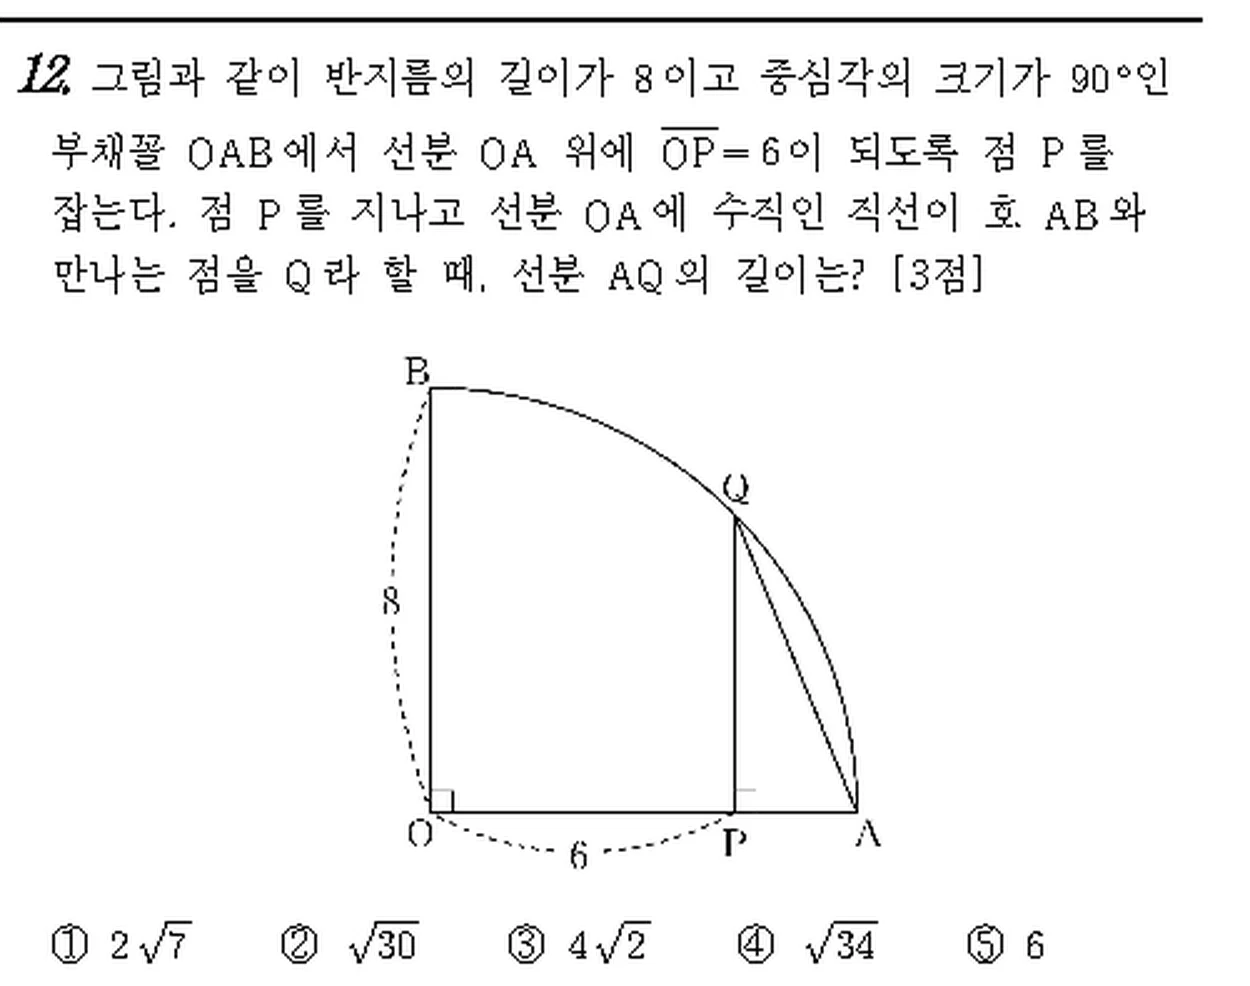 12. 그림과 같이 반지름의 길이가 8이고 중심각의 크기가 90°인
부채꼴 OAB에서 선분 OA 위에 \overline{OP}=6이 되도록 점 P를
잡는다. 점 P를 지나고 선분 OA에 수직인 직선이 호 AB와
만나는 점을 Q라 할 때, 선분 AQ의 길이는? [3점]
B
Q
8
O
P
A
6
① 2√7 ② √30 ③ 4√2 ④ √34 ⑤ 6